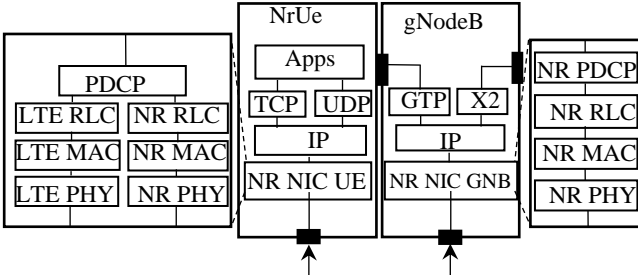 NrUe
gNodeB
PDCP
LTE RLC NR RLC
LTE MAC NR MAC
LTE PHY NR PHY
Apps
TCP UDP
IP
NR NIC UE
GTP X2
IP
NR NIC GNB
NR PDCP
NR RLC
NR MAC
NR PHY